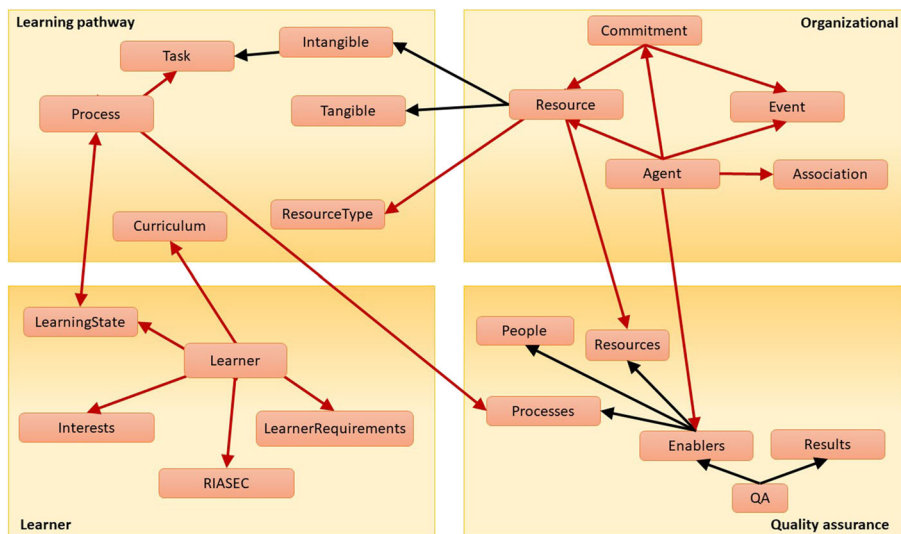 Learning pathway
Task
Intangible
Process
Tangible
ResourceType
Curriculum
Organizational
Commitment
Resource
Event
Agent
Association
LearningState
Learner
Interests
LearnerRequirements
RIASEC
Learner
People
Resources
Processes
Enablers
Results
QA
Quality assurance